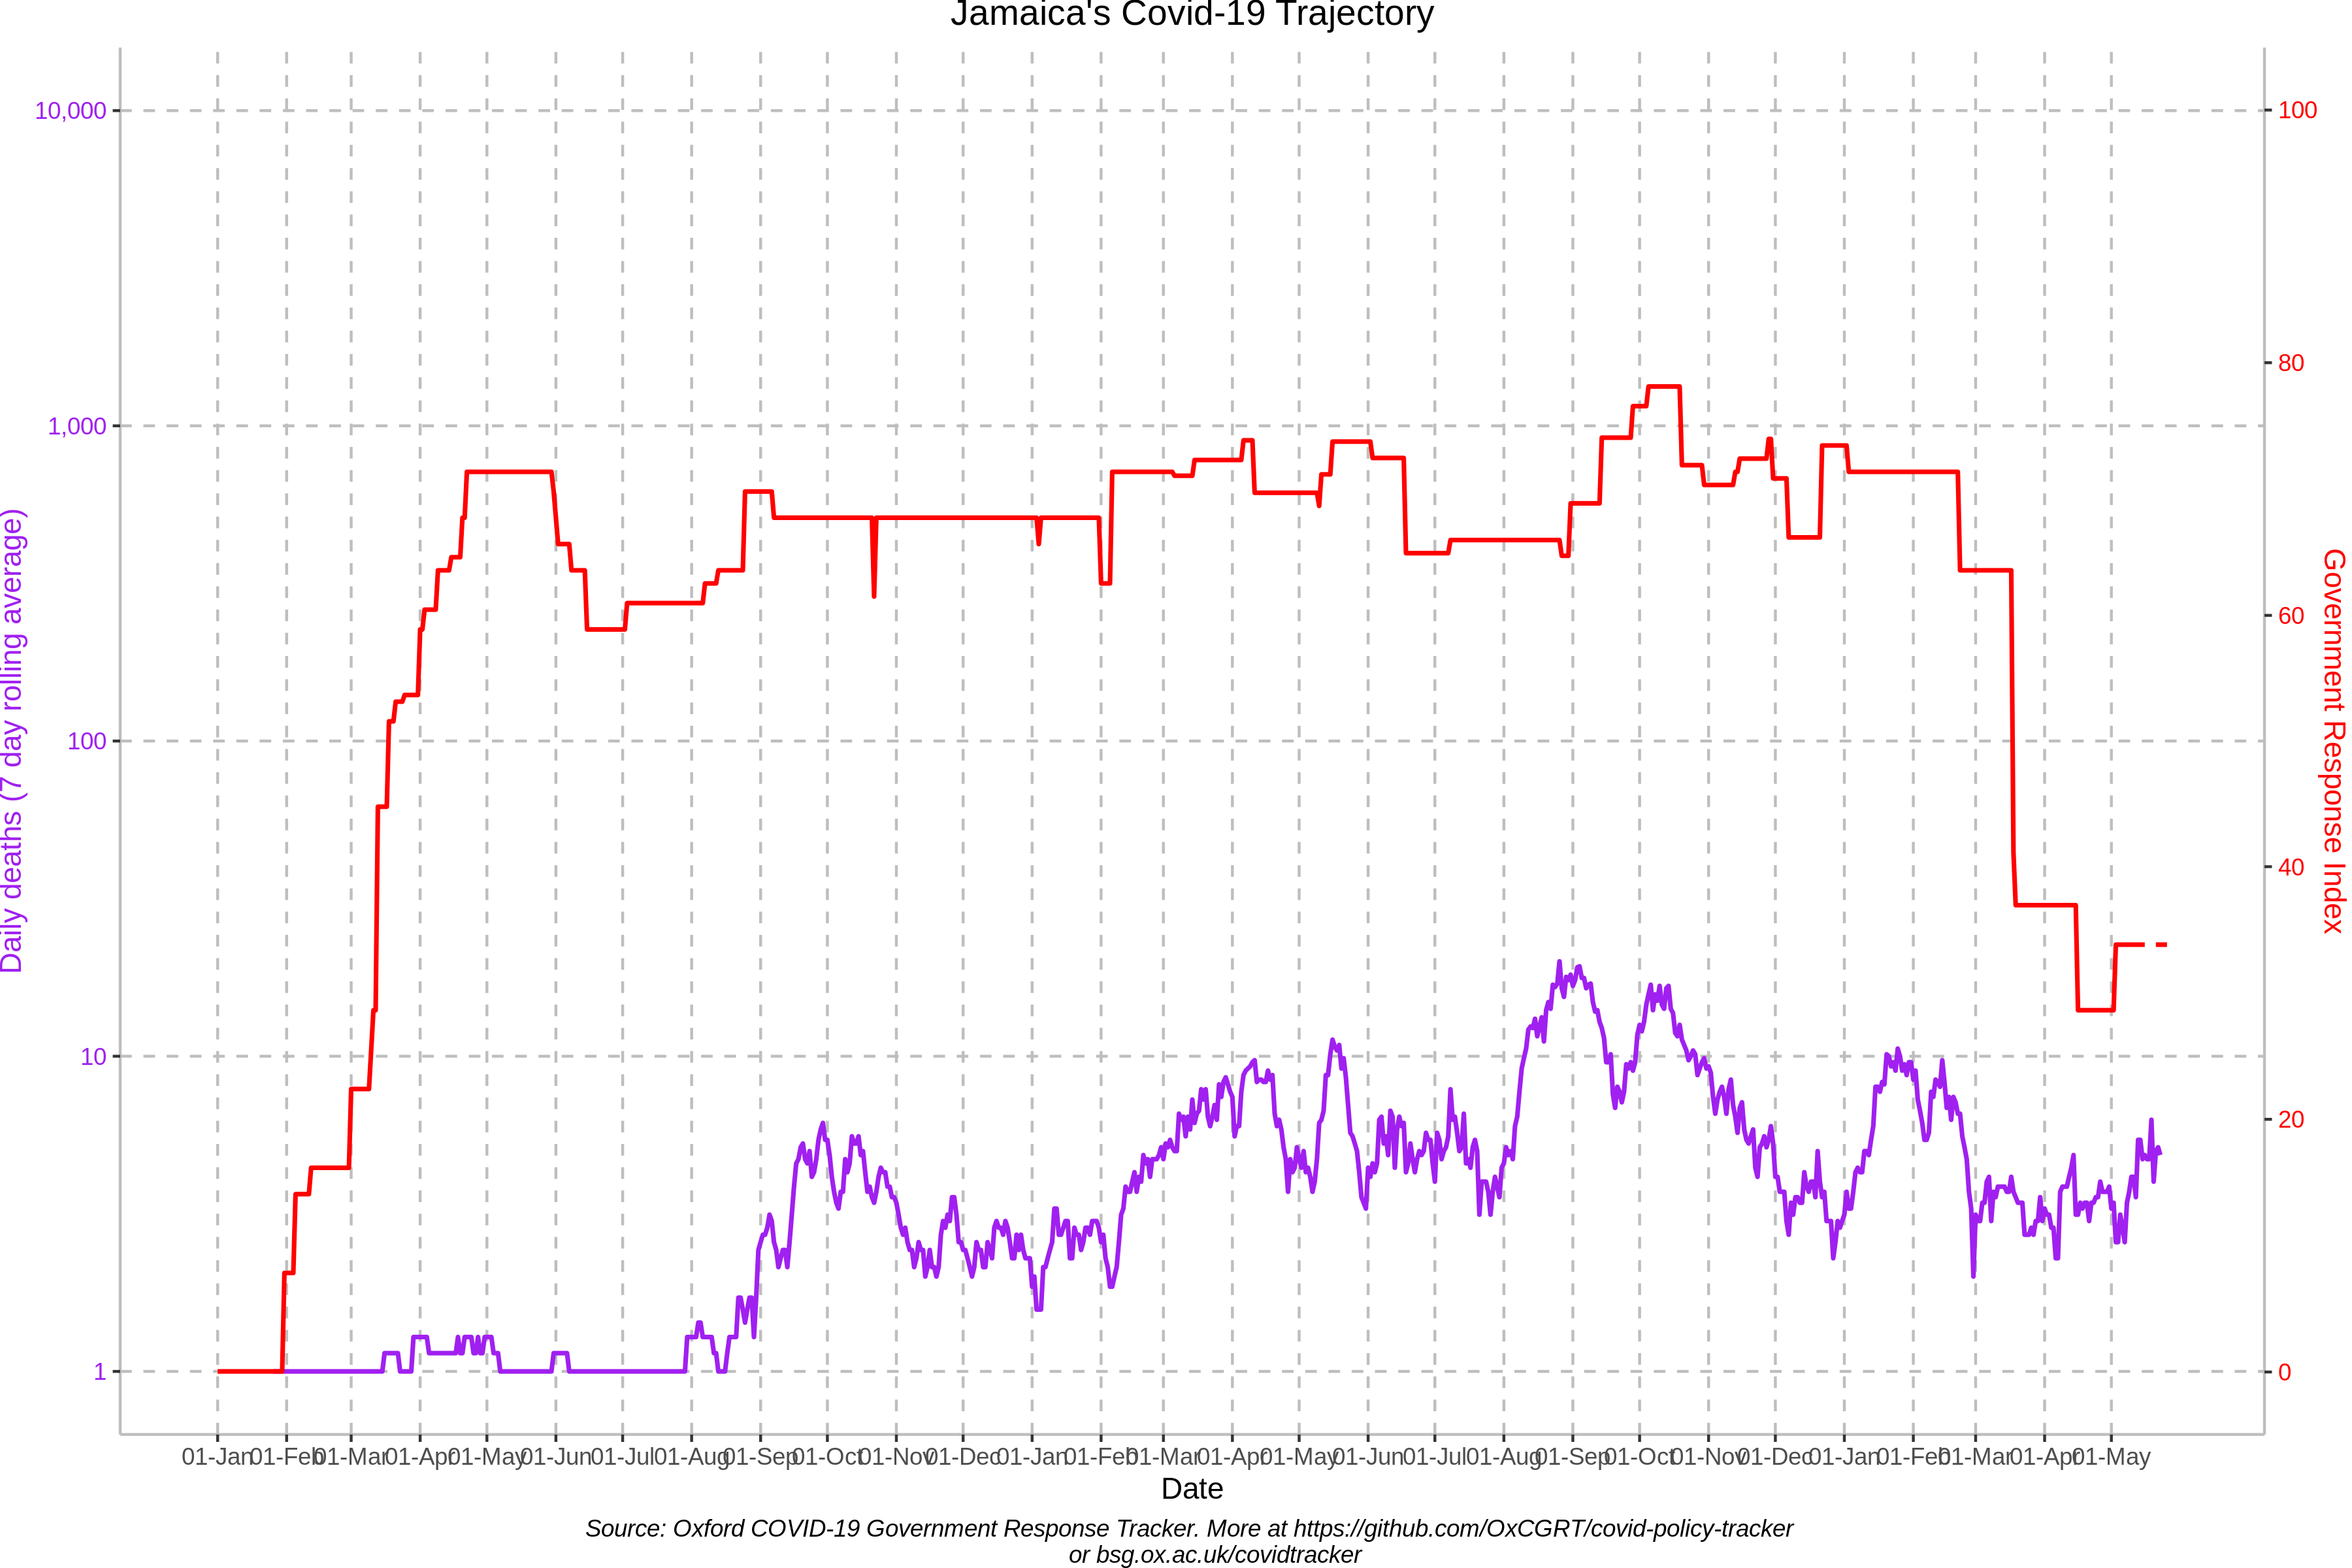 Jamaica's Covid-19 Trajectory
10,000
1,000
100
10
1
Daily deaths (7 day rolling average)
100
80
60
40
20
0
Government Response Index
01-Jan 01-Feb 01-Mar 01-Apr 01-May 01-Jun 01-Jul 01-Aug 01-Sep 01-Oct 01-Nov 01-Dec 01-Jan 01-Feb 01-Mar 01-Apr 01-May 01-Jun 01-Jul 01-Aug 01-Sep 01-Oct 01-Nov 01-Dec 01-Jan 01-Feb 01-Mar 01-Apr 01-May
Date
Source: Oxford COVID-19 Government Response Tracker. More at https://github.com/OxCGRT/covid-policy-tracker
or bsg.ox.ac.uk/covidtracker